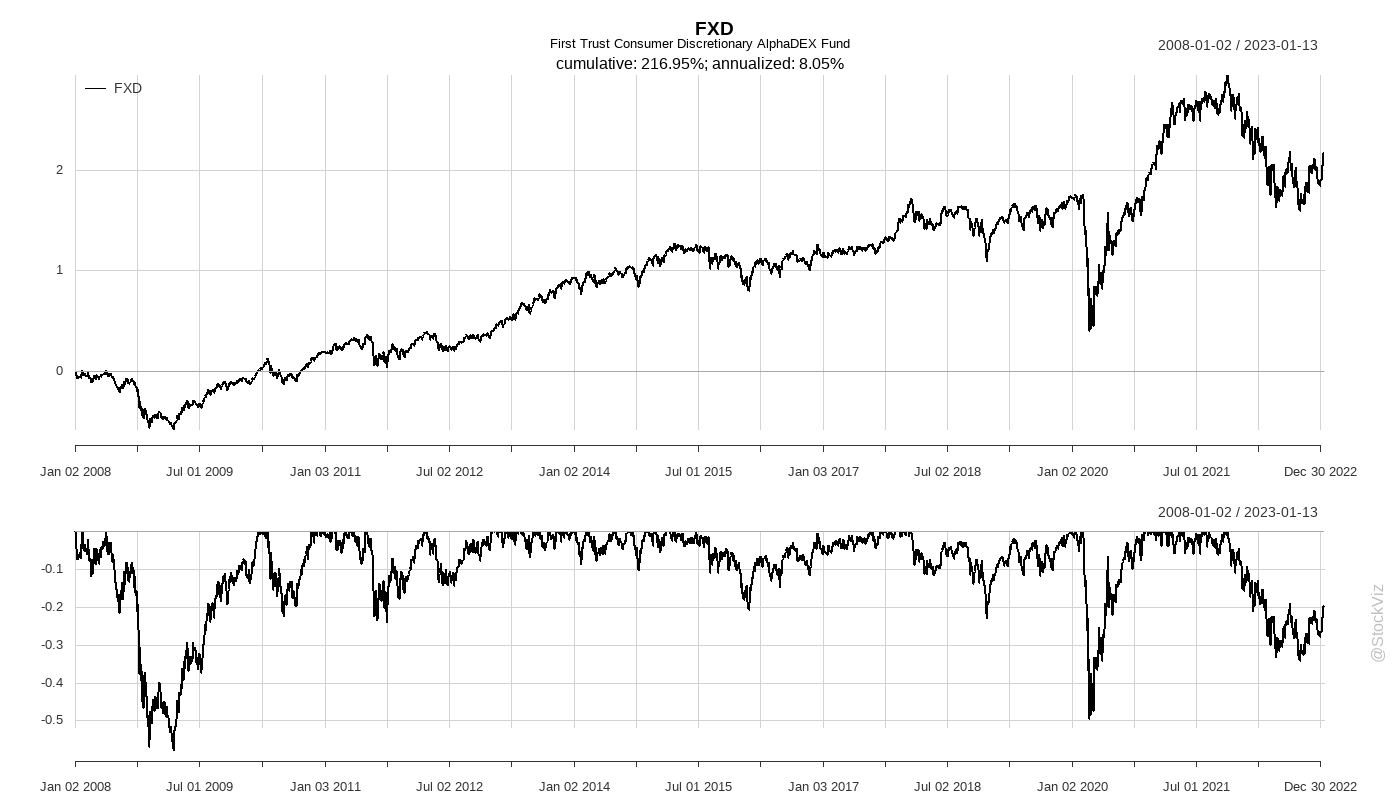 FXD
First Trust Consumer Discretionary AlphaDEX Fund
cumulative: 216.95%; annualized: 8.05%
2008-01-02 / 2023-01-13
FXD
2
1
0
Jan 02 2008 Jul 01 2009 Jan 03 2011 Jul 02 2012 Jan 02 2014 Jul 01 2015 Jan 03 2017 Jul 02 2018 Jan 02 2020 Jul 01 2021 Dec 30 2022
2008-01-02 / 2023-01-13
-0.1
-0.2
-0.3
-0.4
-0.5
Jan 02 2008 Jul 01 2009 Jan 03 2011 Jul 02 2012 Jan 02 2014 Jul 01 2015 Jan 03 2017 Jul 02 2018 Jan 02 2020 Jul 01 2021 Dec 30 2022
@StockViz